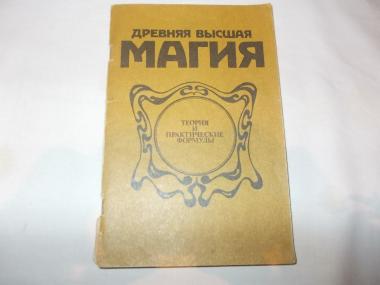 ДРЕВНЯЯ ВЫСШАЯ
МАГИЯ
ТЕОРИЯ
И
ПРАКТИЧЕСКИЕ
ФОРМУЛЫ